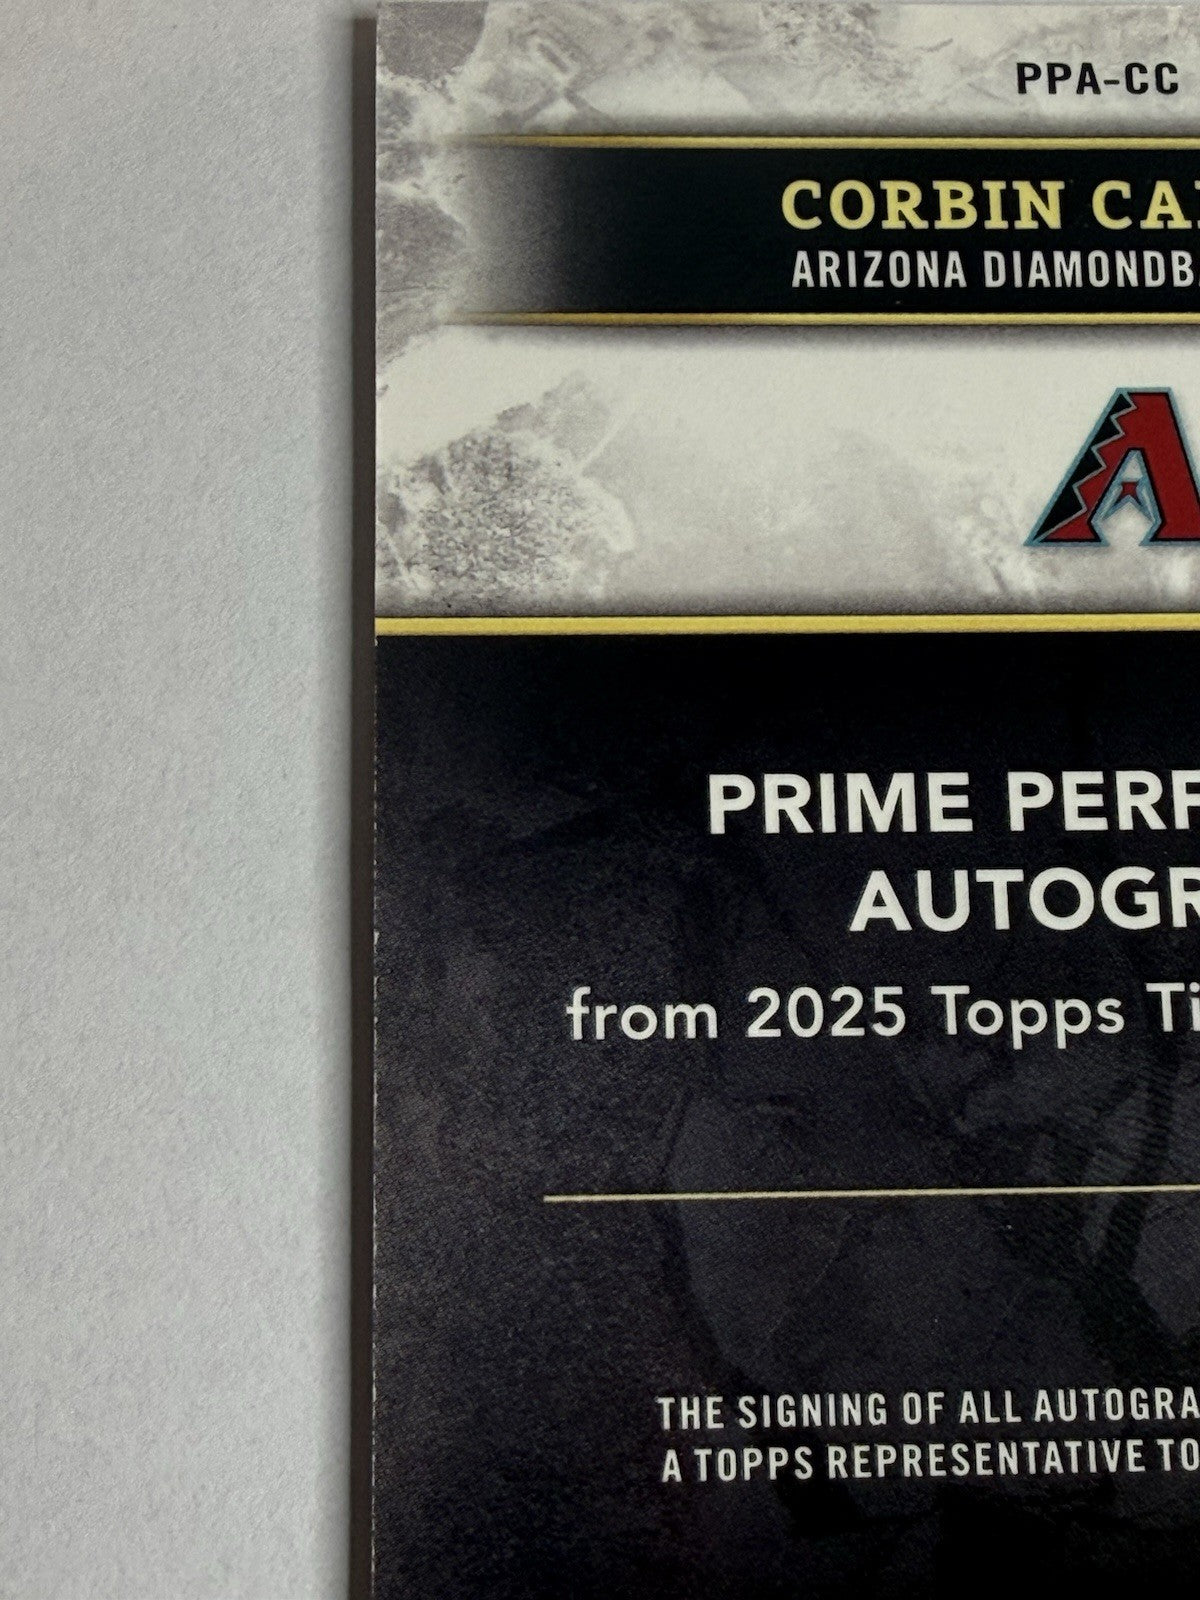 PPA-CC
CORBIN CA
ARIZONA DIAMONDB
A
PRIME PERF
AUTOGR
from 2025 Topps Ti
THE SIGNING OF ALL AUTOGRA
A TOPPS REPRESENTATIVE TO